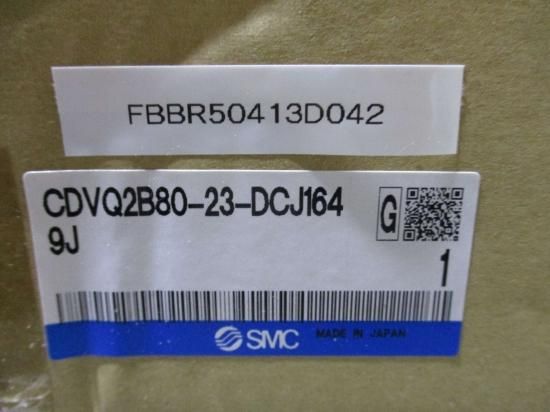 FBBR50413D042
CDVQ2B80-23-DCJ164
9J
G
1
SMC MADE IN JAPAN